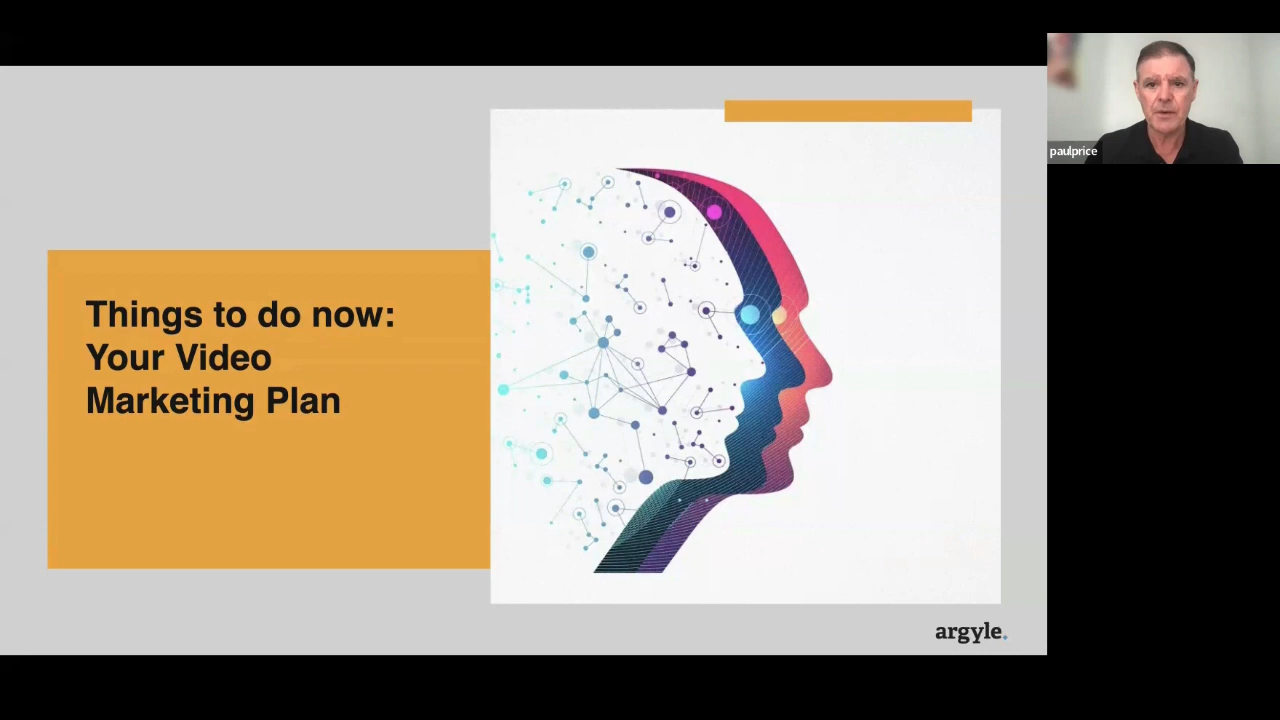 Things to do now:
Your Video
Marketing Plan
argyle.
paulprice